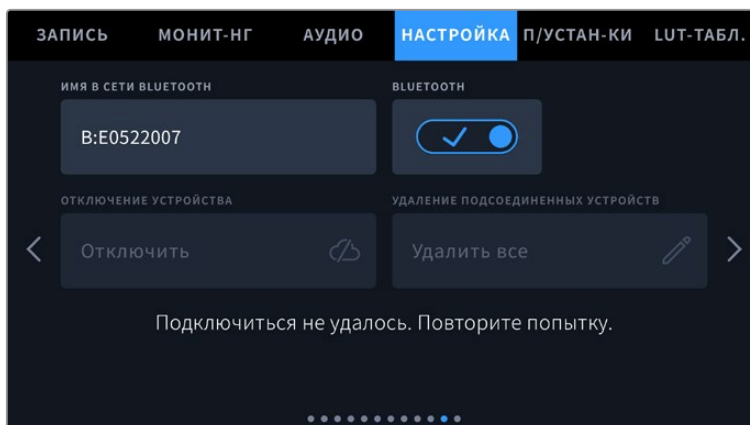 ЗАПИСЬ МОНИТ-НГ АУДИО НАСТРОЙКА П/УСТАН-КИ LUT-ТАБЛ.
ИМЯ В СЕТИ BLUETOOTH BLUETOOTH
B:E0522007
ОТКЛЮЧЕНИЕ УСТРОЙСТВА УДАЛЕНИЕ ПОДСОЕДИНЕННЫХ УСТРОЙСТВ
Отключить Удалить все
Подключиться не удалось. Повторите попытку.